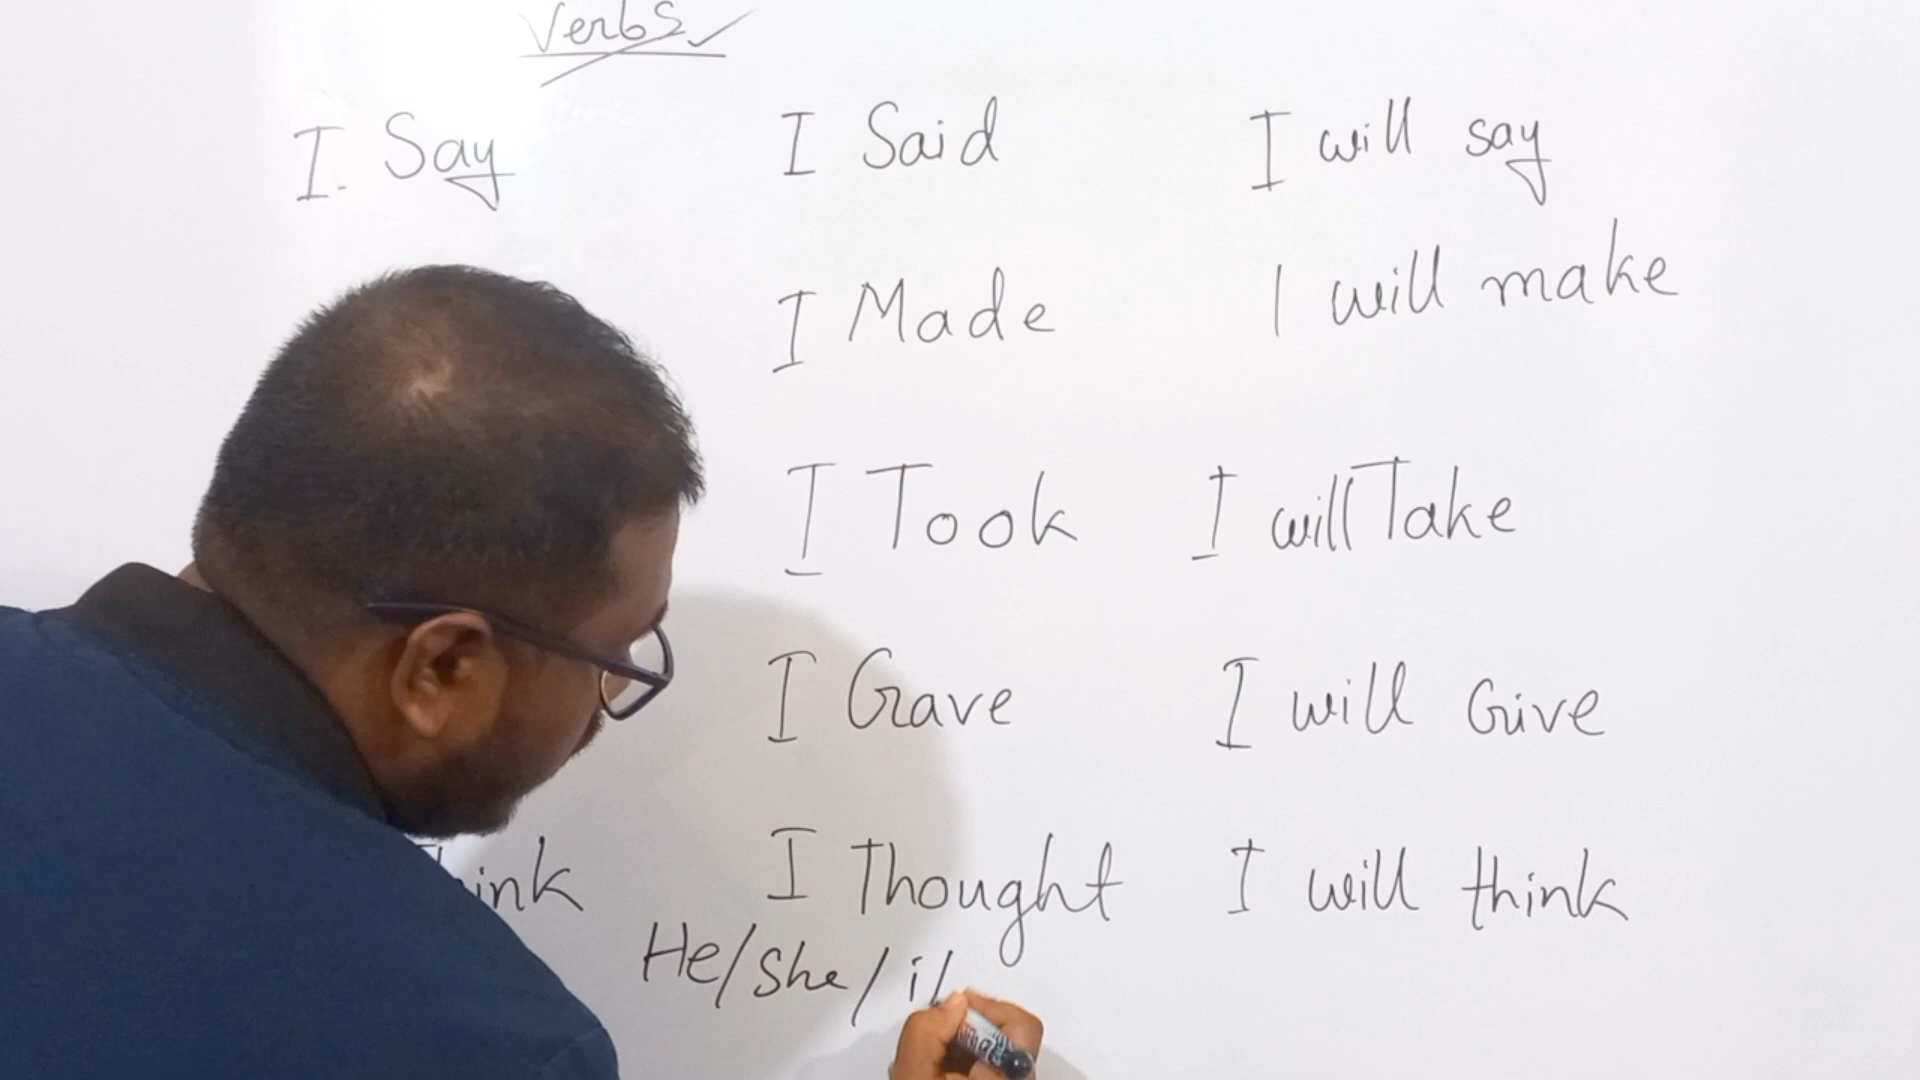 Verbs
I. Say I Said I will say
I Made I will make
I Took I will Take
I Gave I will Give
I Thought I will think
He/She/